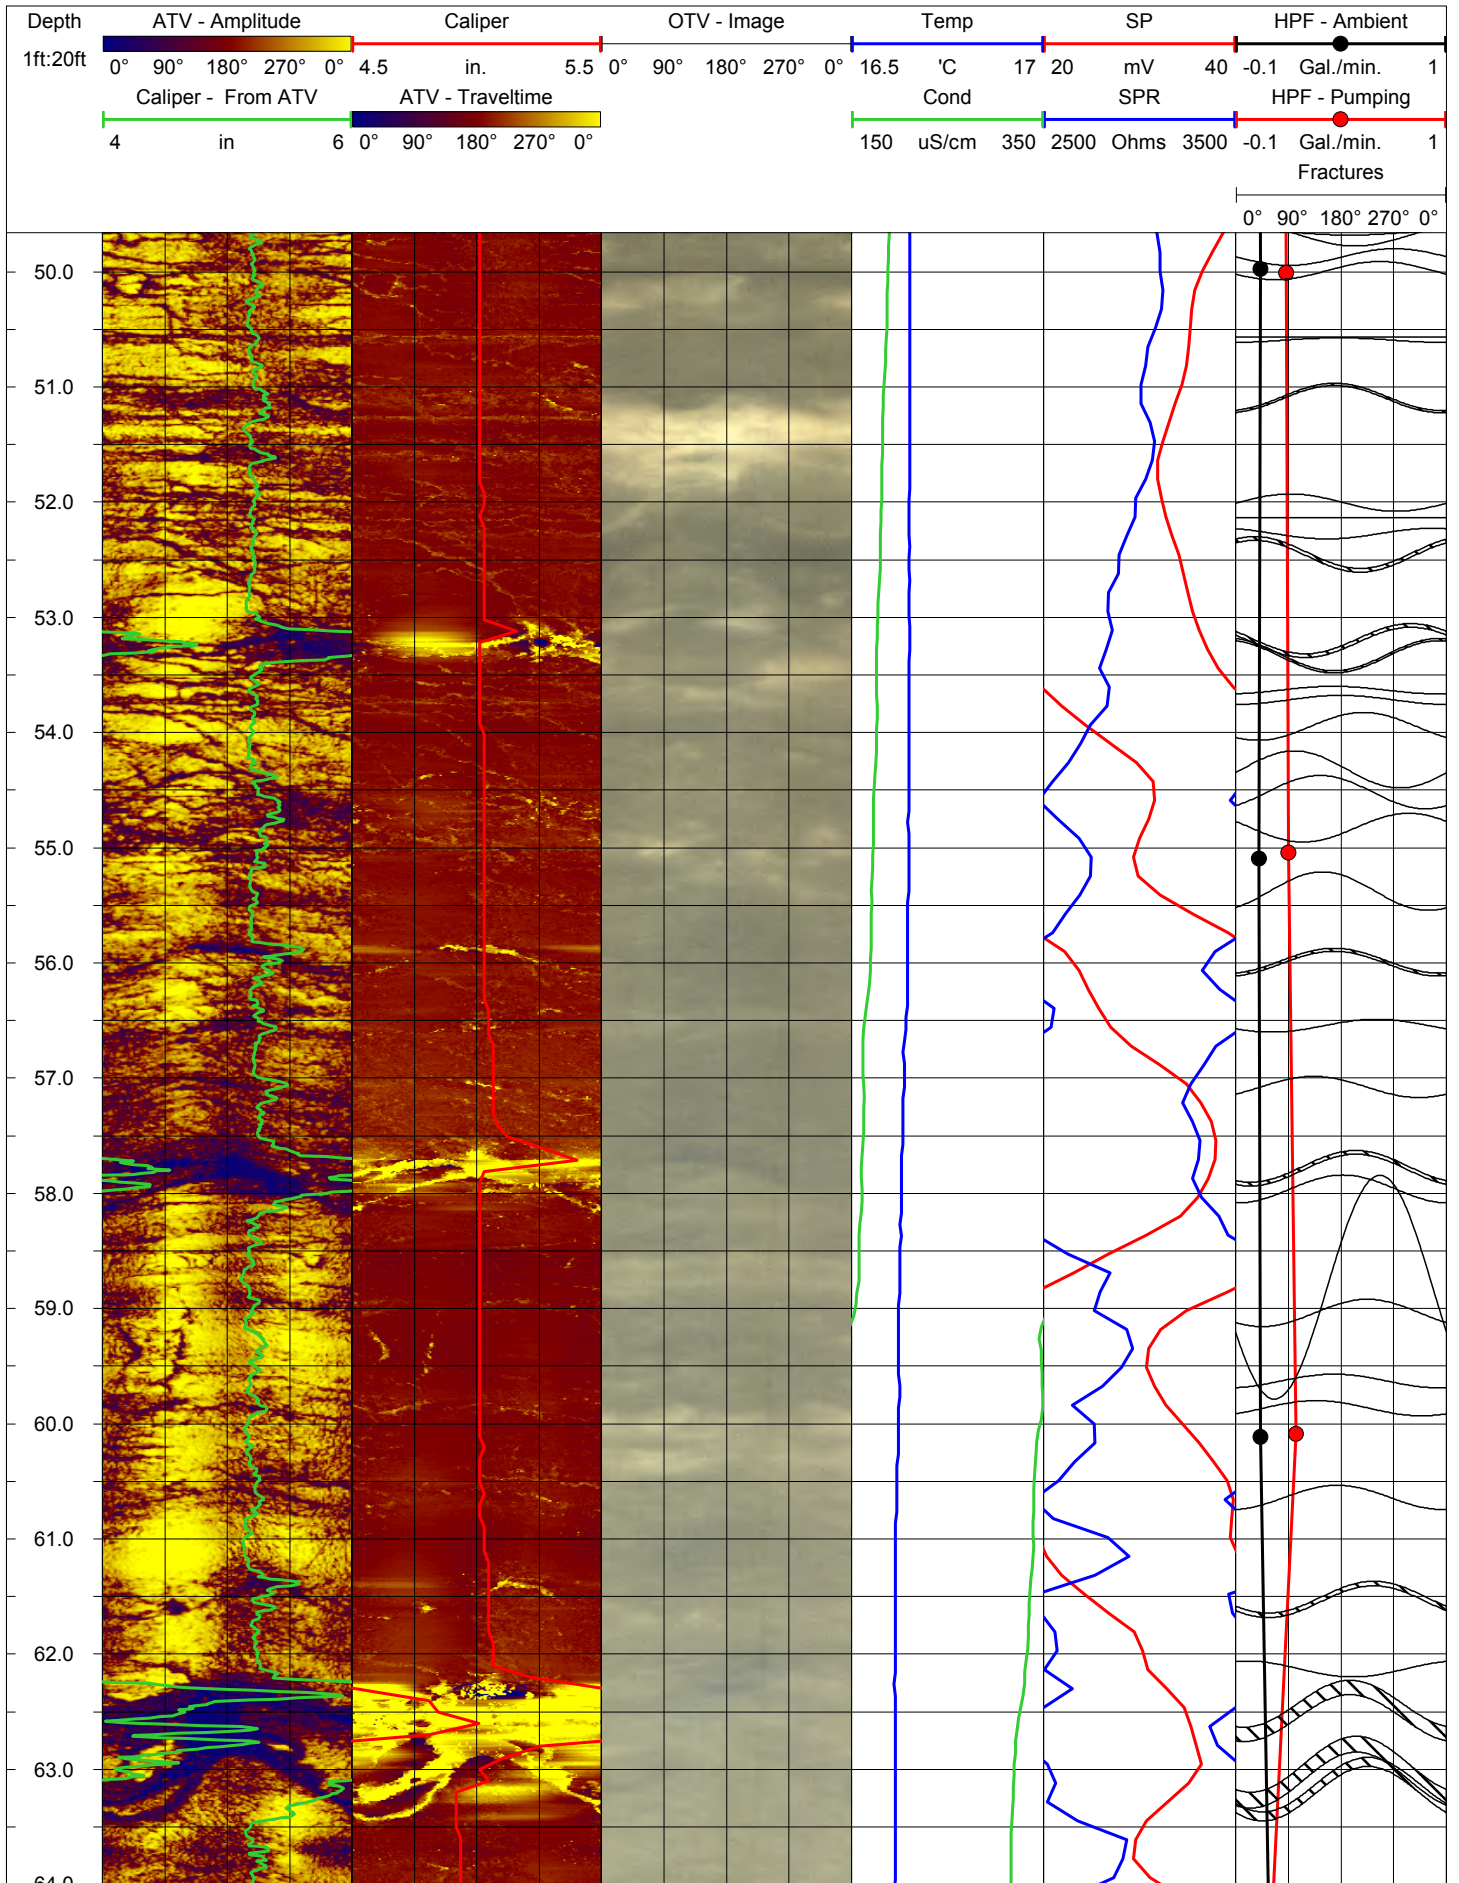 Depth ATV - Amplitude Caliper OTV - Image Temp SP HPF - Ambient
1ft:20ft 0° 90° 180° 270° 0° 4.5 in. 5.5 0° 90° 180° 270° 0° 16.5 'C 17 20 mV 40 -0.1 Gal./min. 1
Caliper - From ATV ATV - Traveltime Cond SPR HPF - Pumping
4 in 6 0° 90° 180° 270° 0° 150 uS/cm 350 2500 Ohms 3500 -0.1 Gal./min. 1
Fractures
0° 90° 180° 270° 0°
50.0
51.0
52.0
53.0
54.0
55.0
56.0
57.0
58.0
59.0
60.0
61.0
62.0
63.0
64.0